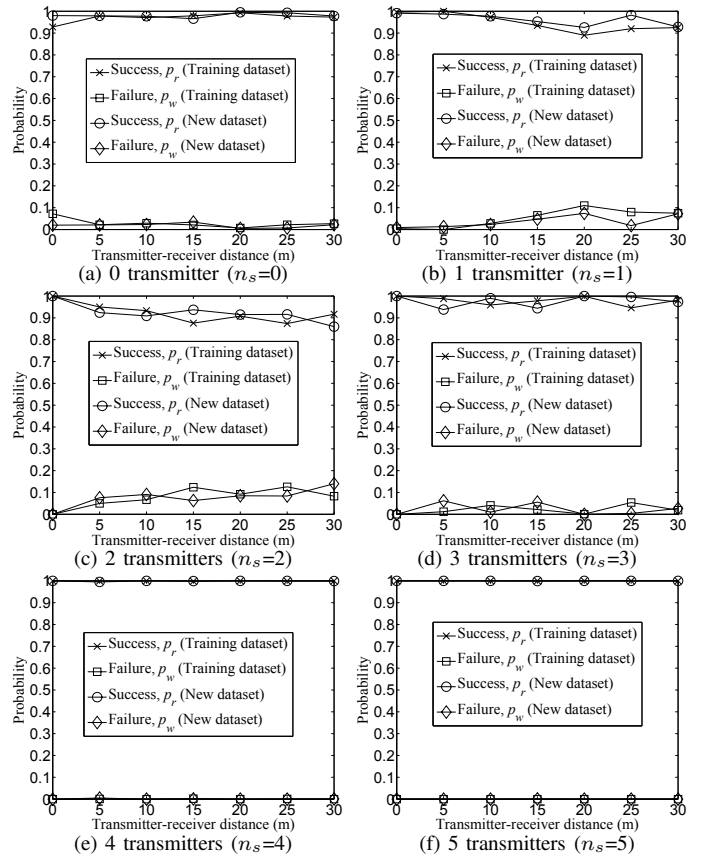 1
0.9
0.8
0.7
0.6
0.5
0.4
0.3
0.2
0.1
0
Probability
Success, p_r (Training dataset)
Failure, p_w (Training dataset)
Success, p_r (New dataset)
Failure, p_w (New dataset)
0 5 10 15 20 25 30
Transmitter-receiver distance (m)
(a) 0 transmitter (n_s=0)
1
0.9
0.8
0.7
0.6
0.5
0.4
0.3
0.2
0.1
0
Probability
Success, p_r (Training dataset)
Failure, p_w (Training dataset)
Success, p_r (New dataset)
Failure, p_w (New dataset)
0 5 10 15 20 25 30
Transmitter-receiver distance (m)
(b) 1 transmitter (n_s=1)
1
0.9
0.8
0.7
0.6
0.5
0.4
0.3
0.2
0.1
0
Probability
Success, p_r (Training dataset)
Failure, p_w (Training dataset)
Success, p_r (New dataset)
Failure, p_w (New dataset)
0 5 10 15 20 25 30
Transmitter-receiver distance (m)
(c) 2 transmitters (n_s=2)
1
0.9
0.8
0.7
0.6
0.5
0.4
0.3
0.2
0.1
0
Probability
Success, p_r (Training dataset)
Failure, p_w (Training dataset)
Success, p_r (New dataset)
Failure, p_w (New dataset)
0 5 10 15 20 25 30
Transmitter-receiver distance (m)
(d) 3 transmitters (n_s=3)
1
0.9
0.8
0.7
0.6
0.5
0.4
0.3
0.2
0.1
0
Probability
Success, p_r (Training dataset)
Failure, p_w (Training dataset)
Success, p_r (New dataset)
Failure, p_w (New dataset)
0 5 10 15 20 25 30
Transmitter-receiver distance (m)
(e) 4 transmitters (n_s=4)
1
0.9
0.8
0.7
0.6
0.5
0.4
0.3
0.2
0.1
0
Probability
Success, p_r (Training dataset)
Failure, p_w (Training dataset)
Success, p_r (New dataset)
Failure, p_w (New dataset)
0 5 10 15 20 25 30
Transmitter-receiver distance (m)
(f) 5 transmitters (n_s=5)